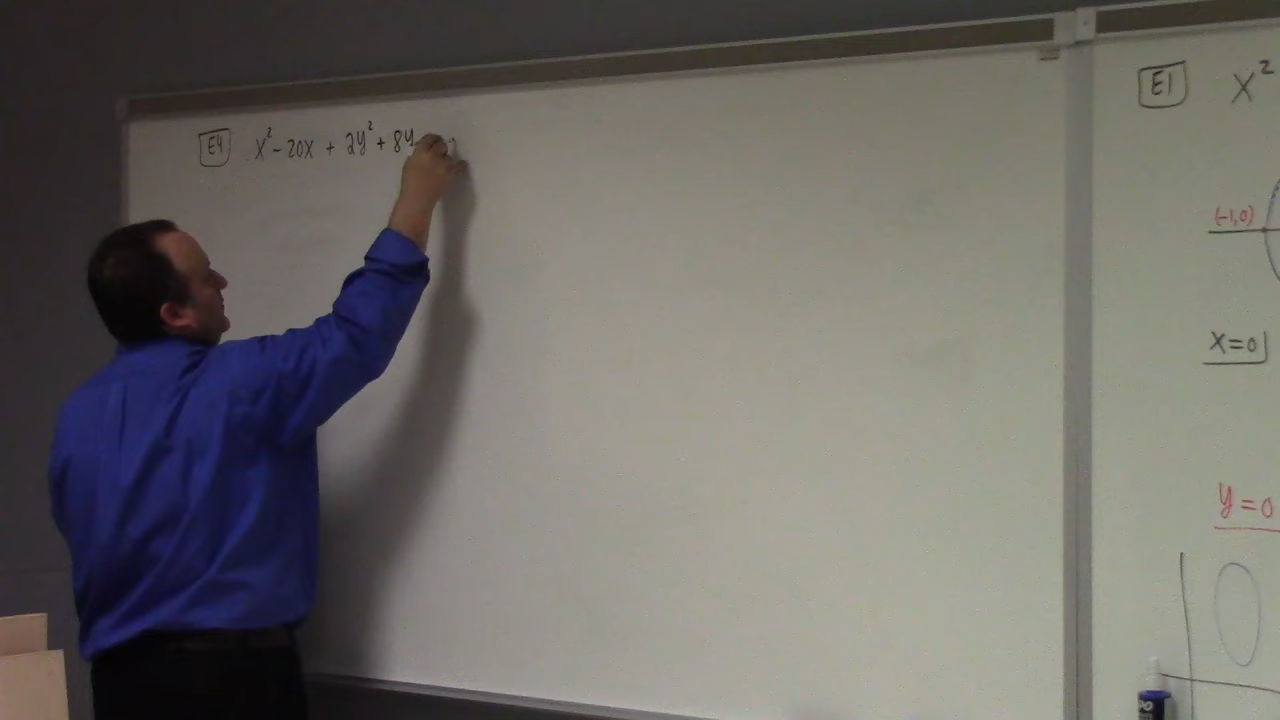 E4 x² - 20x + 2y² + 8y
E1 x²
(-1,0)
x=0
y=0